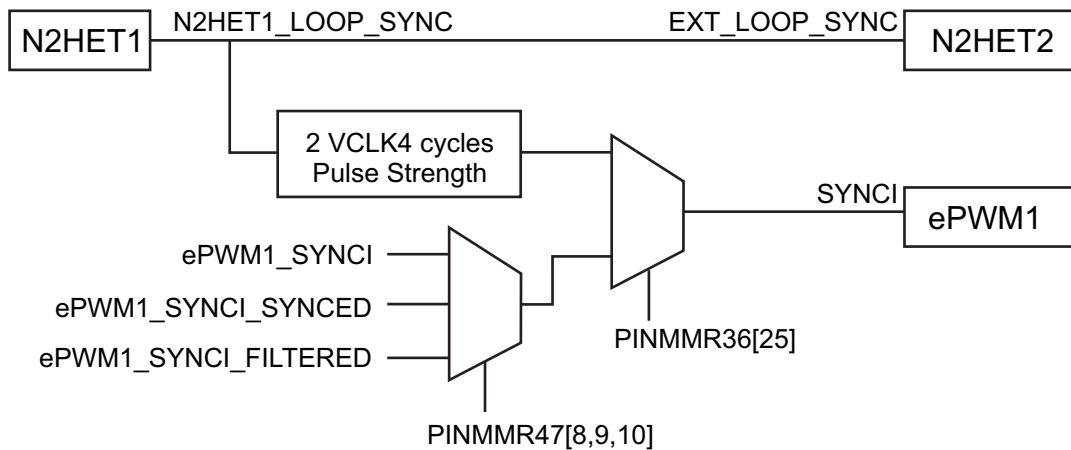 N2HET1
N2HET1_LOOP_SYNC
EXT_LOOP_SYNC
N2HET2
2 VCLK4 cycles
Pulse Strength
SYNCI
ePWM1
ePWM1_SYNCI
ePWM1_SYNCI_SYNCED
ePWM1_SYNCI_FILTERED
PINMMR36[25]
PINMMR47[8,9,10]